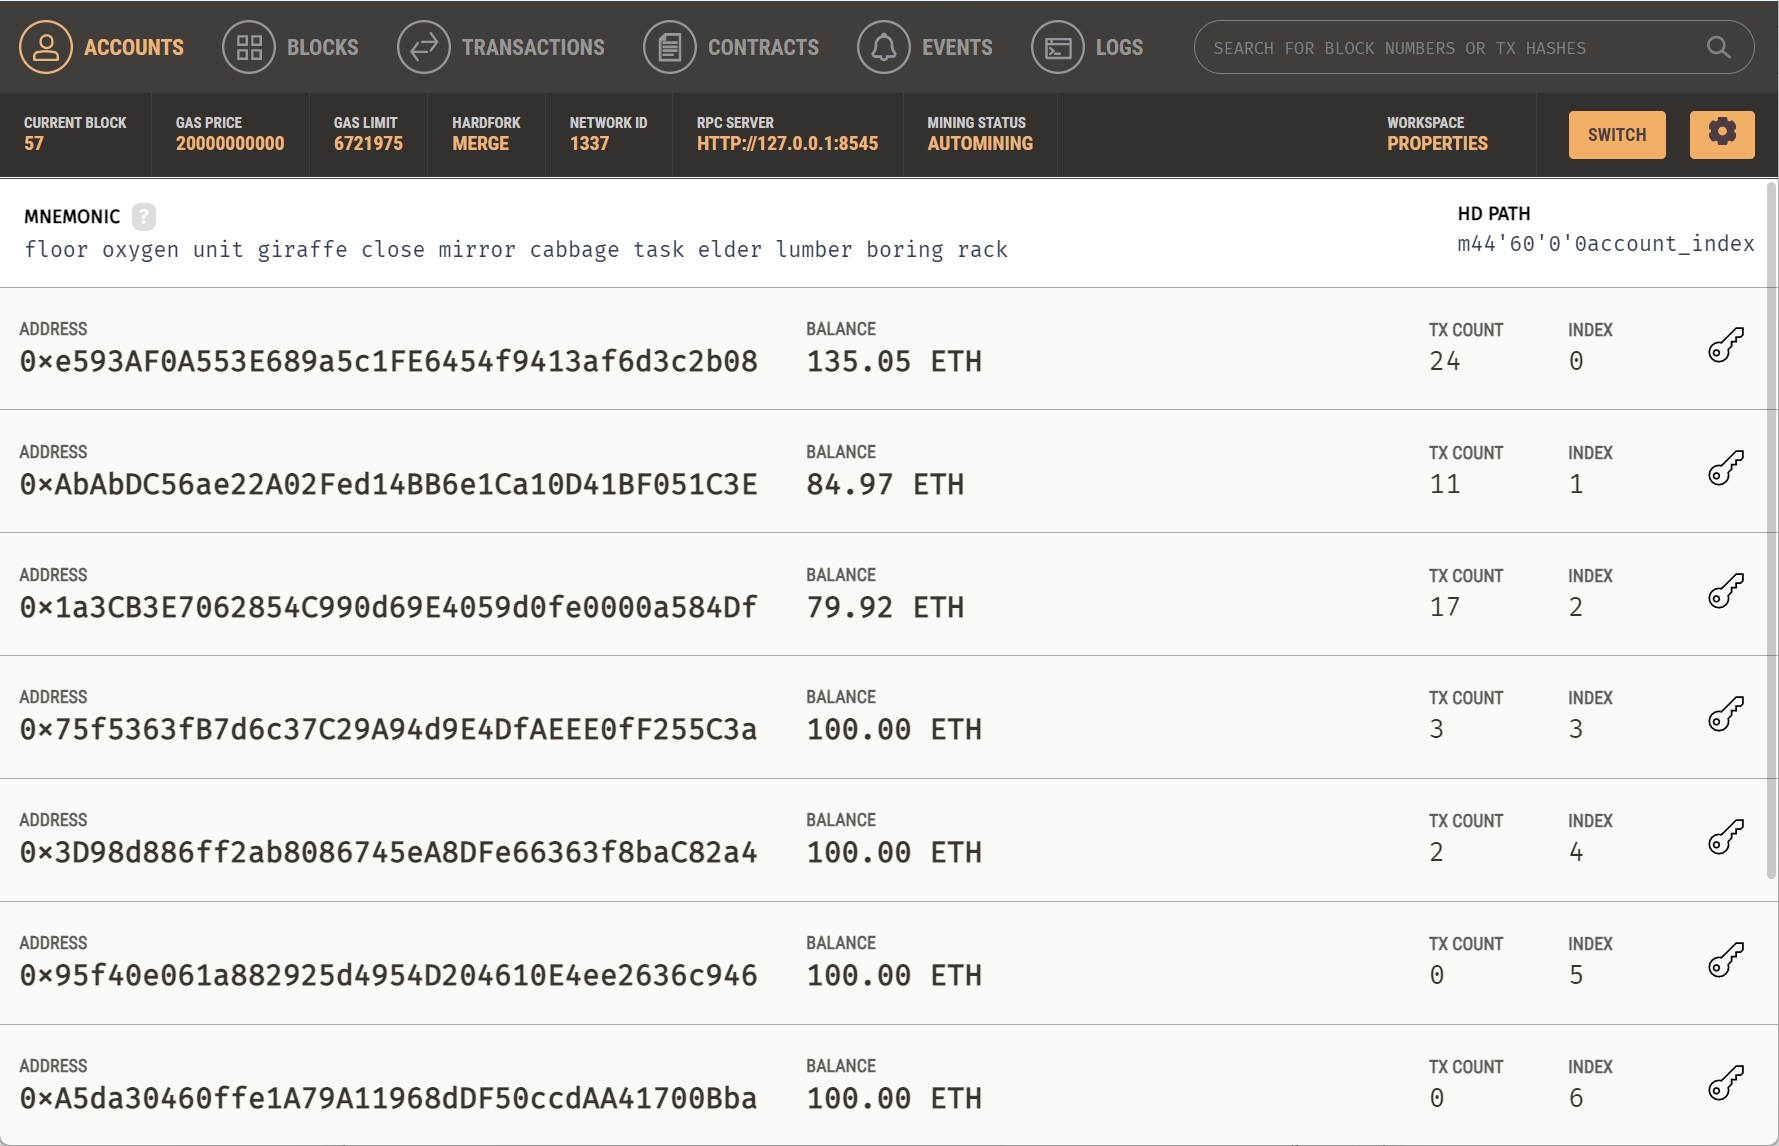 ACCOUNTS BLOCKS TRANSACTIONS CONTRACTS EVENTS LOGS SEARCH FOR BLOCK NUMBERS OR TX HASHES
CURRENT BLOCK GAS PRICE GAS LIMIT HARDFORK NETWORK ID RPC SERVER MINING STATUS WORKSPACE
57 20000000000 6721975 MERGE 1337 HTTP://127.0.0.1:8545 AUTOMINING PROPERTIES SWITCH
MNEMONIC ? HD PATH
floor oxygen unit giraffe close mirror cabbage task elder lumber boring rack m44'60'0'0account_index
ADDRESS BALANCE TX COUNT INDEX
0×e593AF0A553E689a5c1FE6454f9413af6d3c2b08 135.05 ETH 24 0
ADDRESS BALANCE TX COUNT INDEX
0×AbAbDC56ae22A02Fed14BB6e1Ca10D41BF051C3E 84.97 ETH 11 1
ADDRESS BALANCE TX COUNT INDEX
0×1a3CB3E7062854C990d69E4059d0fe0000a584Df 79.92 ETH 17 2
ADDRESS BALANCE TX COUNT INDEX
0×75f5363fB7d6c37C29A94d9E4DfAEEE0fF255C3a 100.00 ETH 3 3
ADDRESS BALANCE TX COUNT INDEX
0×3D98d886ff2ab8086745eA8DFe66363f8baC82a4 100.00 ETH 2 4
ADDRESS BALANCE TX COUNT INDEX
0×95f40e061a882925d4954D204610E4ee2636c946 100.00 ETH 0 5
ADDRESS BALANCE TX COUNT INDEX
0×A5da30460ffe1A79A11968dDF50ccdAA41700Bba 100.00 ETH 0 6